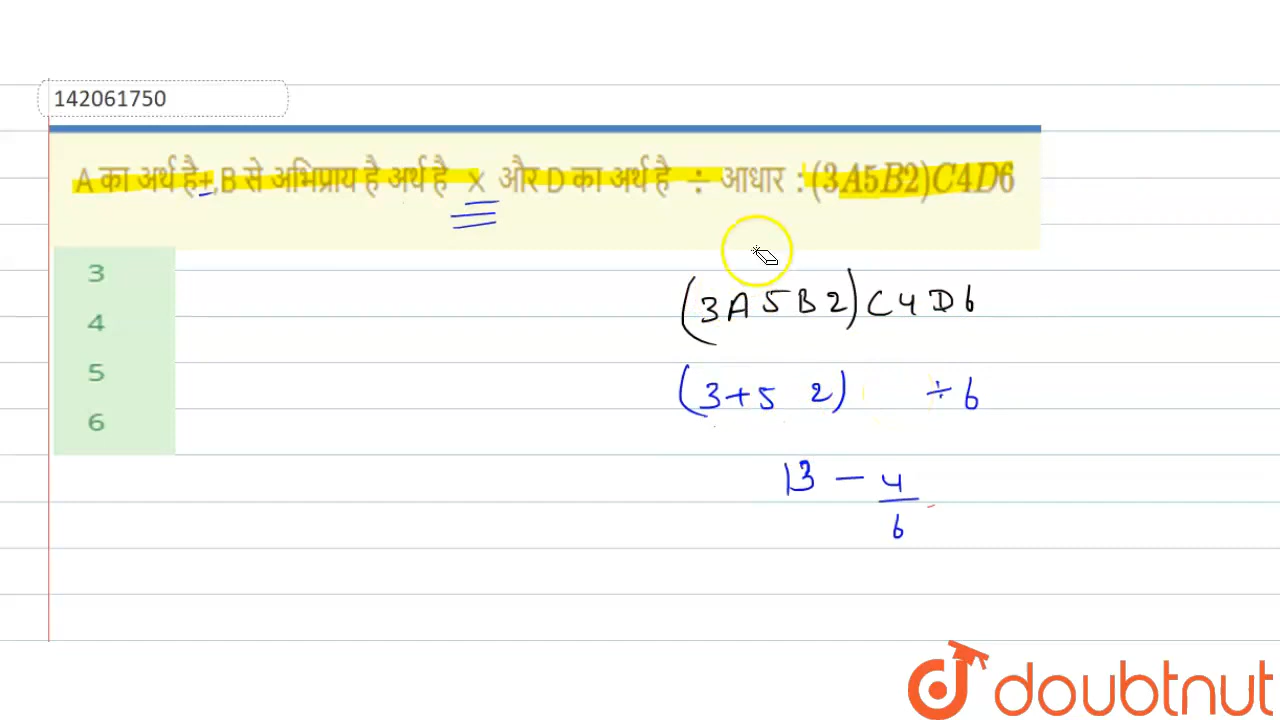 142061750
A का अर्थ है+,B से अभिप्राय है अर्थ है × और D का अर्थ है ÷ आधार : (3A5B2)C4D6
3
4
5
6
(3A5B2)C4D6
(3+5 2) ÷6
13 - 4/6
doubtnut